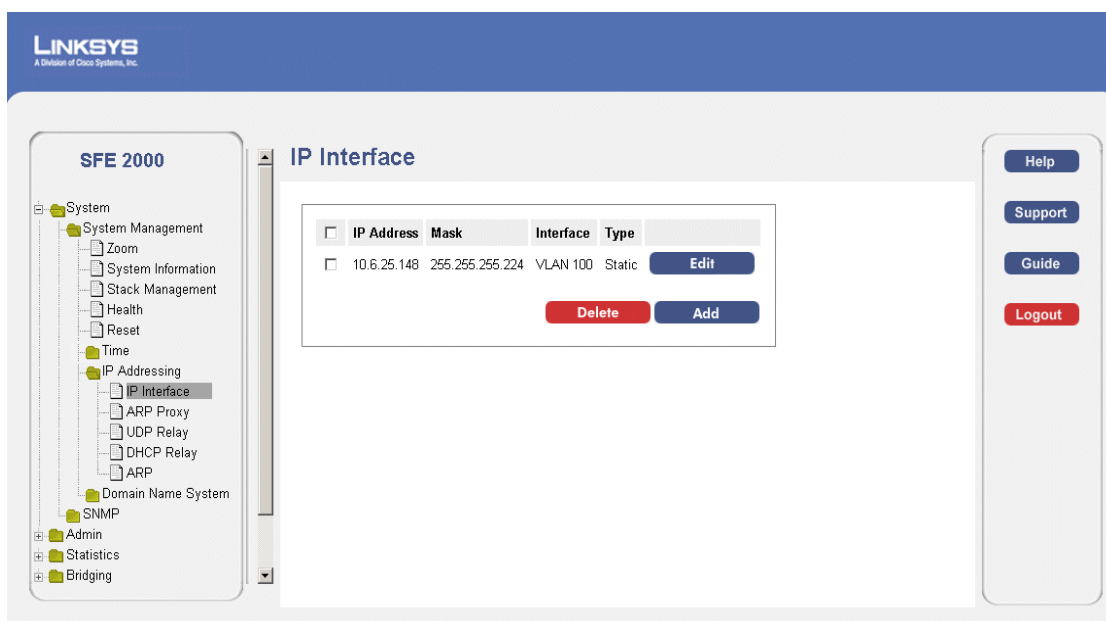 LINKSYS
A Division of Cisco Systems, Inc.
SFE 2000
System
System Management
Zoom
System Information
Stack Management
Health
Reset
Time
IP Addressing
IP Interface
ARP Proxy
UDP Relay
DHCP Relay
ARP
Domain Name System
SNMP
Admin
Statistics
Bridging
IP Interface
IP Address Mask Interface Type
10.6.25.148 255.255.255.224 VLAN 100 Static Edit
Delete Add
Help
Support
Guide
Logout